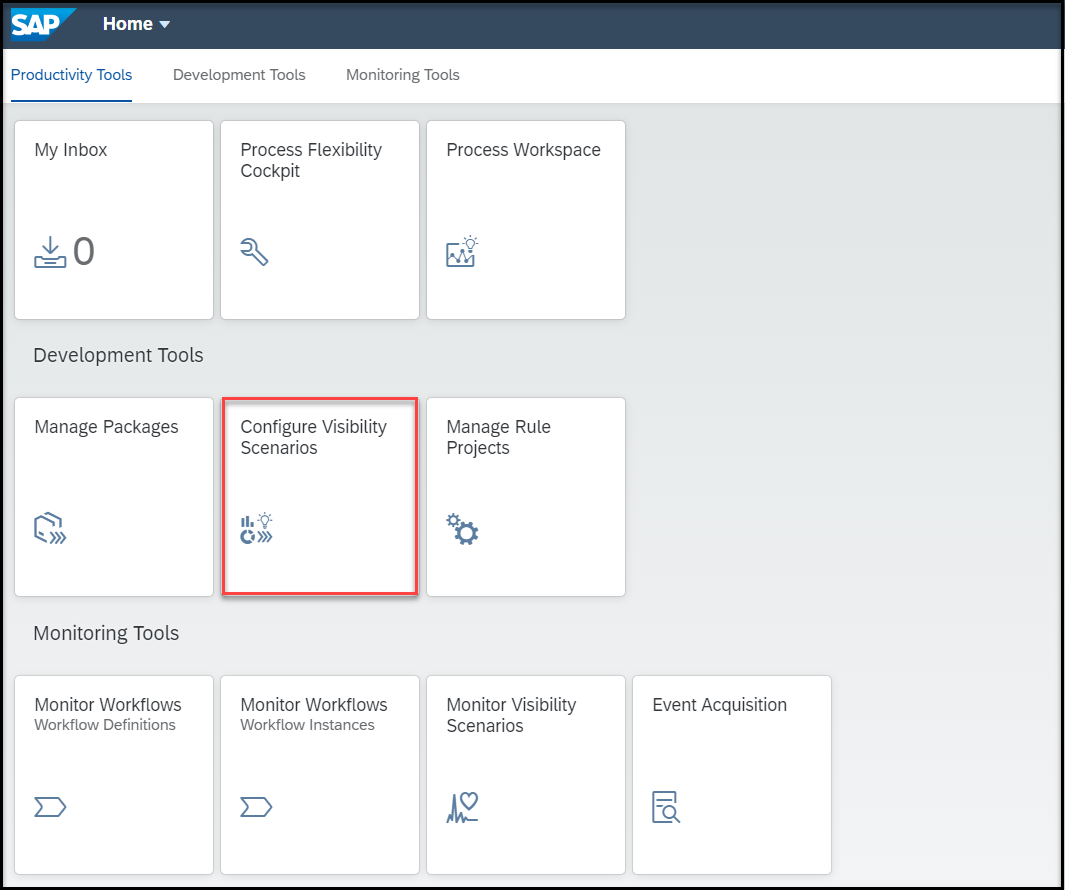 SAP Home
Productivity Tools Development Tools Monitoring Tools
My Inbox
0
Process Flexibility
Cockpit
Process Workspace
Development Tools
Manage Packages
Configure Visibility
Scenarios
Manage Rule
Projects
Monitoring Tools
Monitor Workflows
Workflow Definitions
Monitor Workflows
Workflow Instances
Monitor Visibility
Scenarios
Event Acquisition